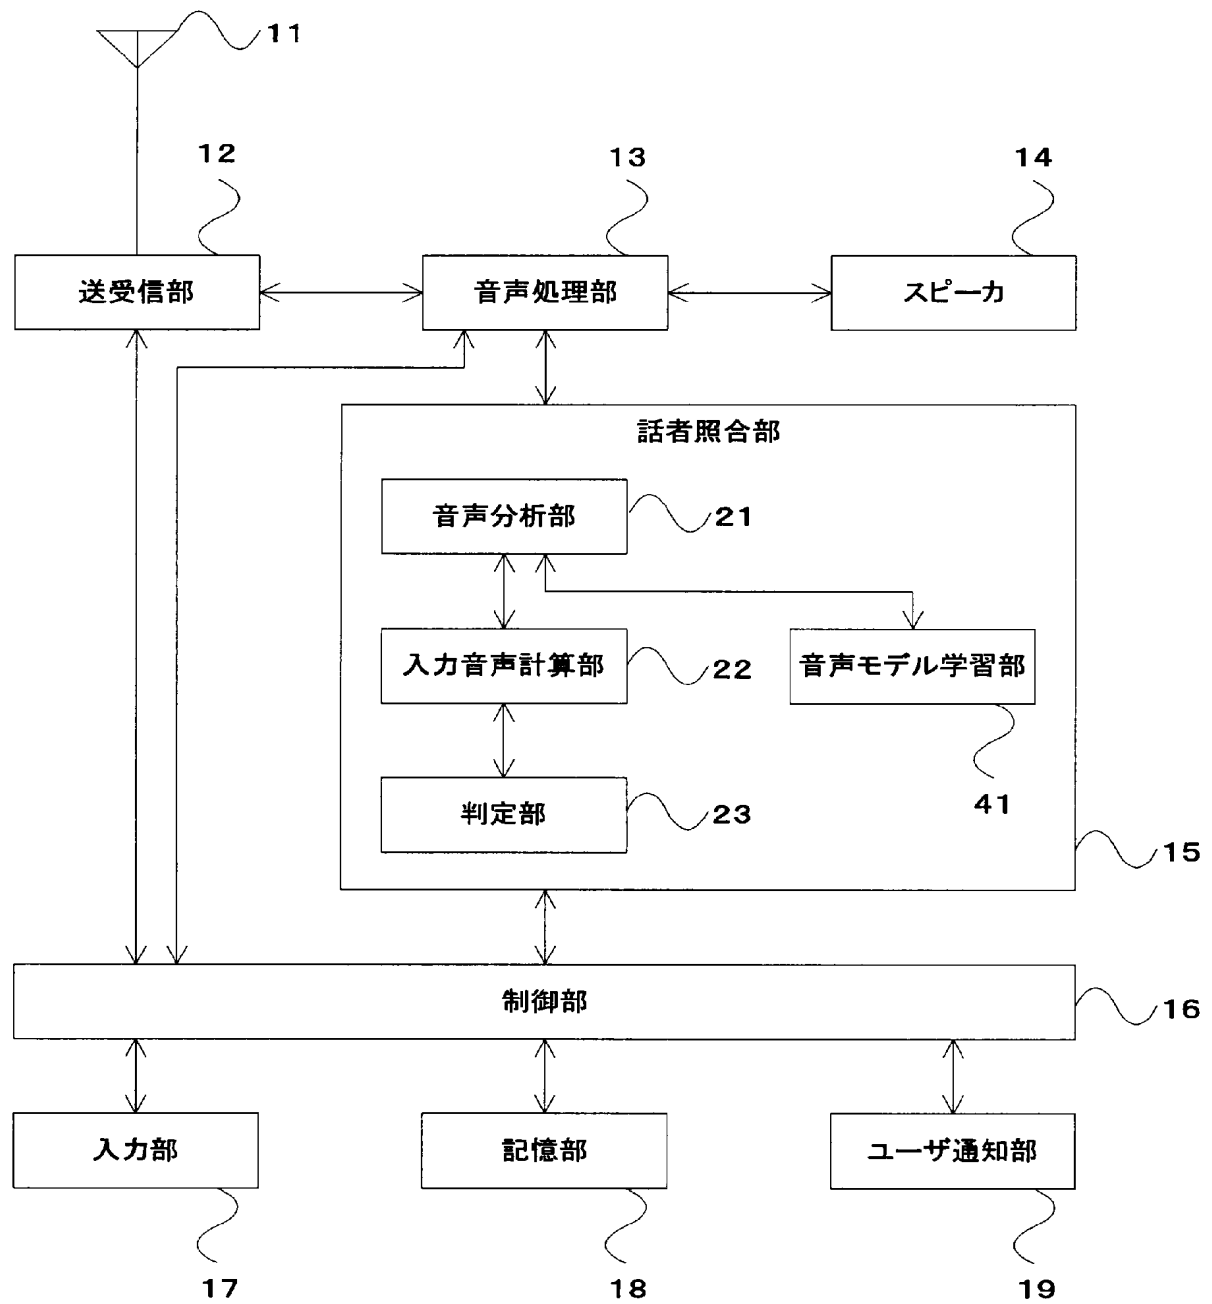 11
12
13
14
送受信部
音声処理部
スピーカ
話者照合部
音声分析部
21
入力音声計算部
22
音声モデル学習部
41
判定部
23
15
制御部
16
入力部
記憶部
ユーザ通知部
17
18
19